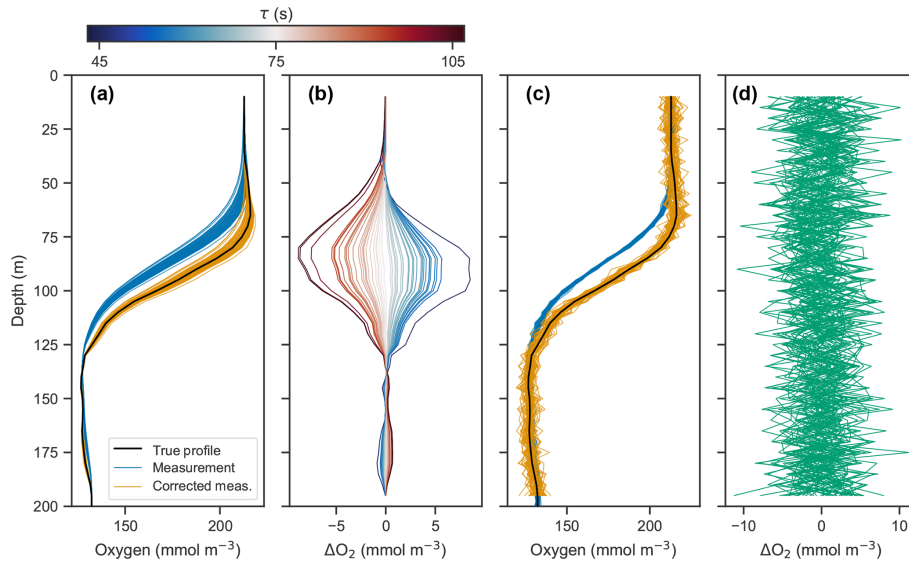 τ (s)
45 75 105
(a) (b) (c) (d)
0
25
50
75
100
125
150
175
200
Depth (m)
True profile
Measurement
Corrected meas.
150 200 −5 0 5 150 200 −10 0 10
Oxygen (mmol m⁻³) ΔO₂ (mmol m⁻³) Oxygen (mmol m⁻³) ΔO₂ (mmol m⁻³)